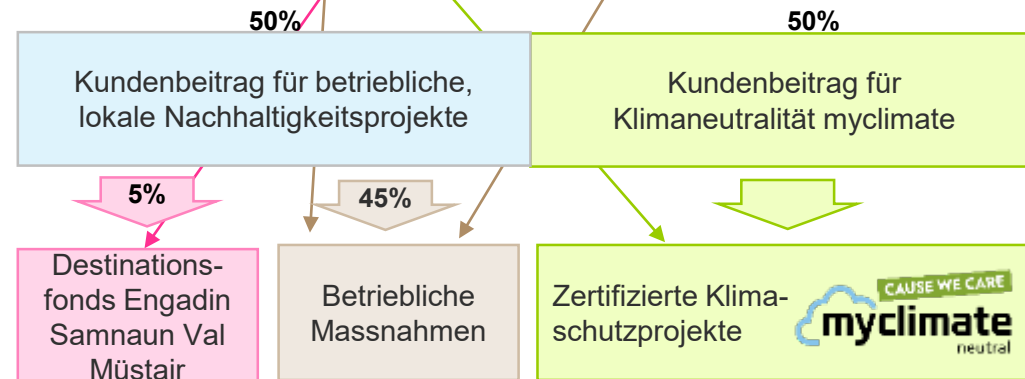 50%
50%
Kundenbeitrag für betriebliche,
lokale Nachhaltigkeitsprojekte
Kundenbeitrag für
Klimaneutralität myclimate
5%
45%
Destinations-
fonds Engadin
Samnaun Val
Müstair
Betriebliche
Massnahmen
Zertifizierte Klima-
schutzprojekte
CAUSE WE CARE
myclimate
neutral